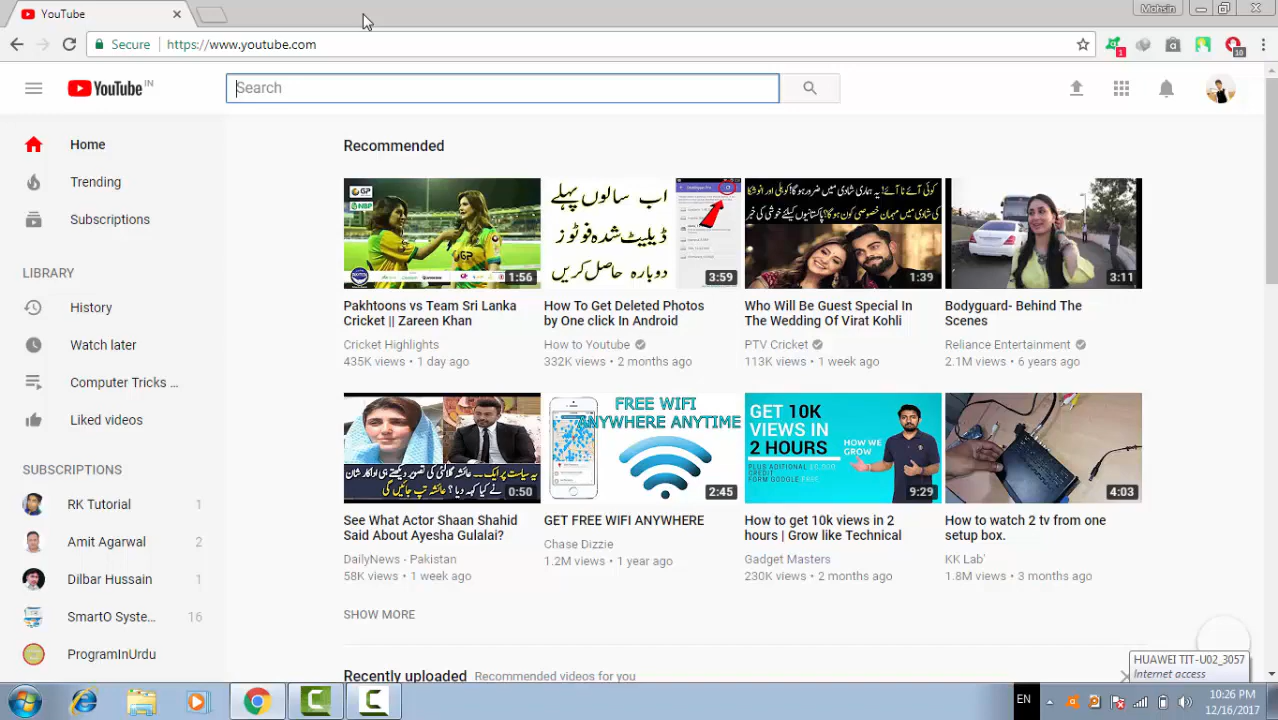 YouTube
Mohsin
Secure
https://www.youtube.com
1
10
YouTube IN
Search
Home
Trending
Subscriptions
LIBRARY
History
Watch later
Computer Tricks ...
Liked videos
SUBSCRIPTIONS
RK Tutorial 1
Amit Agarwal 2
Dilbar Hussain 1
SmartO Syste... 16
ProgramInUrdu
Recommended
GP
NBP
1:56
Pakhtoons vs Team Sri Lanka
Cricket || Zareen Khan
Cricket Highlights
435K views • 1 day ago
اب سالوں پہلے
ڈیلیٹ شدہ فوٹوز
دوبارہ حاصل کریں
3:59
How To Get Deleted Photos
by One click In Android
How to Youtube
332K views • 2 months ago
1:39
Who Will Be Guest Special In
The Wedding Of Virat Kohli
PTV Cricket
113K views • 1 week ago
3:11
Bodyguard- Behind The
Scenes
Reliance Entertainment
2.1M views • 6 years ago
0:50
See What Actor Shaan Shahid
Said About Ayesha Gulalai?
DailyNews - Pakistan
58K views • 1 week ago
FREE WIFI
ANYWHERE ANYTIME
2:45
GET FREE WIFI ANYWHERE
Chase Dizzie
1.2M views • 1 year ago
GET 10K
VIEWS IN
2 HOURS
HOW WE
GROW
9:29
How to get 10k views in 2
hours | Grow like Technical
Gadget Masters
230K views • 2 months ago
4:03
How to watch 2 tv from one
setup box.
KK Lab'
1.8M views • 3 months ago
SHOW MORE
Recently uploaded Recommended videos for you
HUAWEI TIT-U02_3057
Internet access
EN
10:26 PM
12/16/2017